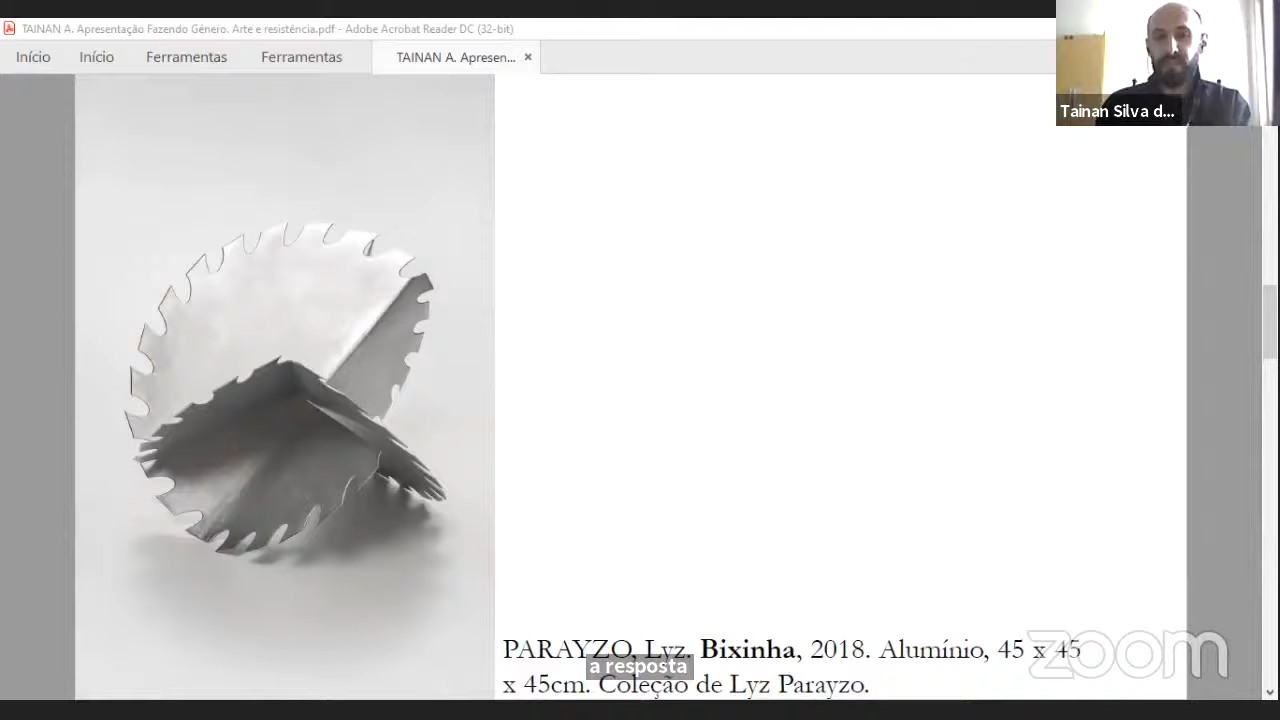 TAINAN A. Apresentação Fazendo Gênero. Arte e resistência.pdf - Adobe Acrobat Reader DC (32-bit)
Início Início Ferramentas Ferramentas TAINAN A. Apresen... ×
Tainan Silva d...
PARAYZO, Lyz. Bixinha, 2018. Alumínio, 45 x 45
x 45cm. Coleção de Lyz Parayzo.
a resposta
zoom